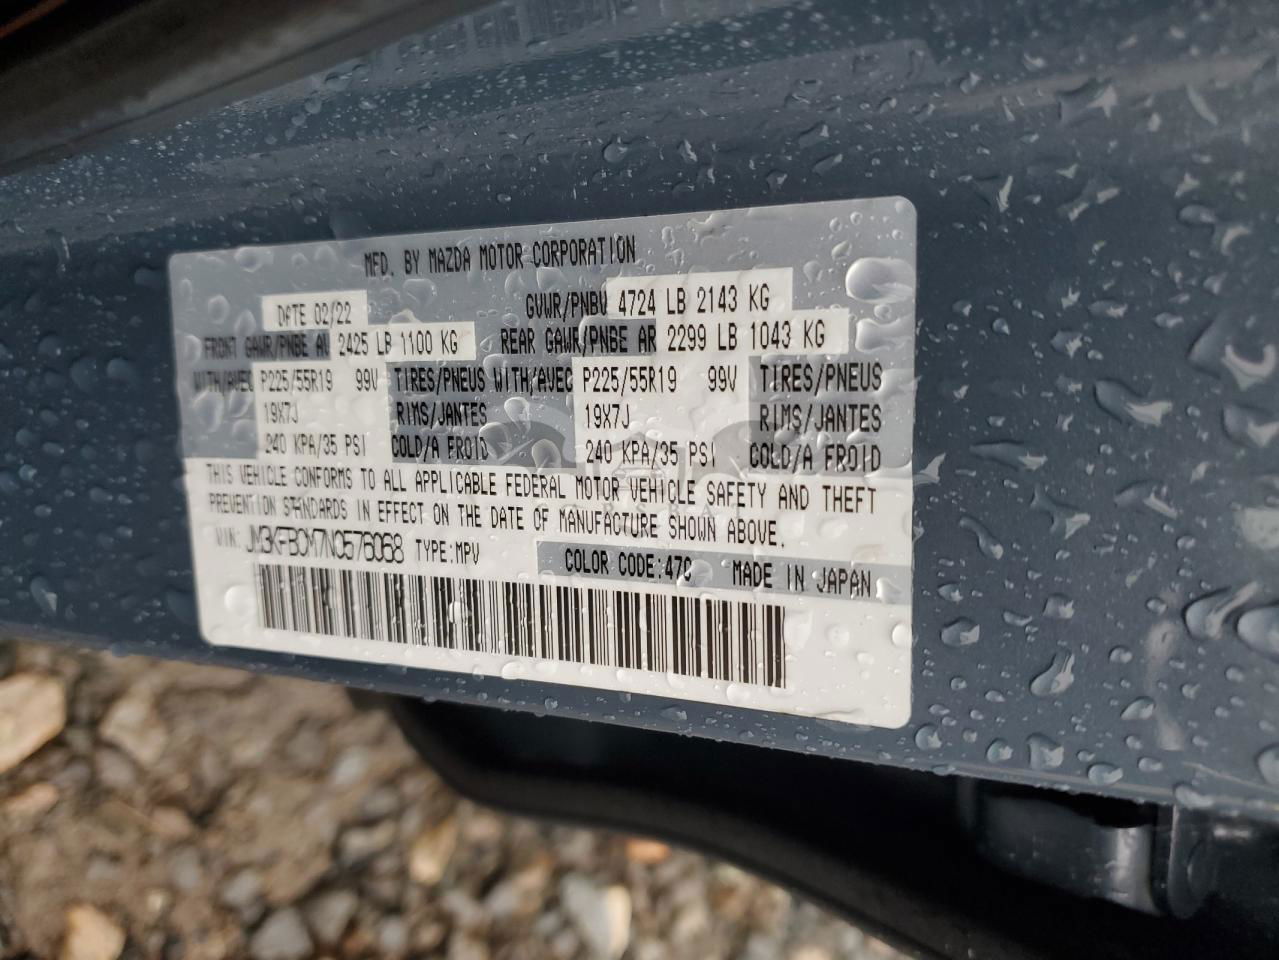 MFD. BY MAZDA MOTOR CORPORATION
DATE 02/22 GVWR/PNBV 4724 LB 2143 KG
FRONT GAWR/PNBE AV 2425 LB 1100 KG REAR GAWR/PNBE AR 2299 LB 1043 KG
WITH/AVEC P225/55R19 99V TIRES/PNEUS WITH/AVEC P225/55R19 99V TIRES/PNEUS
19X7J RIMS/JANTES 19X7J RIMS/JANTES
240 KPA/35 PSI COLD/A FROID 240 KPA/35 PSI COLD/A FROID
THIS VEHICLE CONFORMS TO ALL APPLICABLE FEDERAL MOTOR VEHICLE SAFETY AND THEFT
PREVENTION STANDARDS IN EFFECT ON THE DATE OF MANUFACTURE SHOWN ABOVE.
VIN: JM3KFBCM7N0576068 TYPE:MPV COLOR CODE:47C MADE IN JAPAN